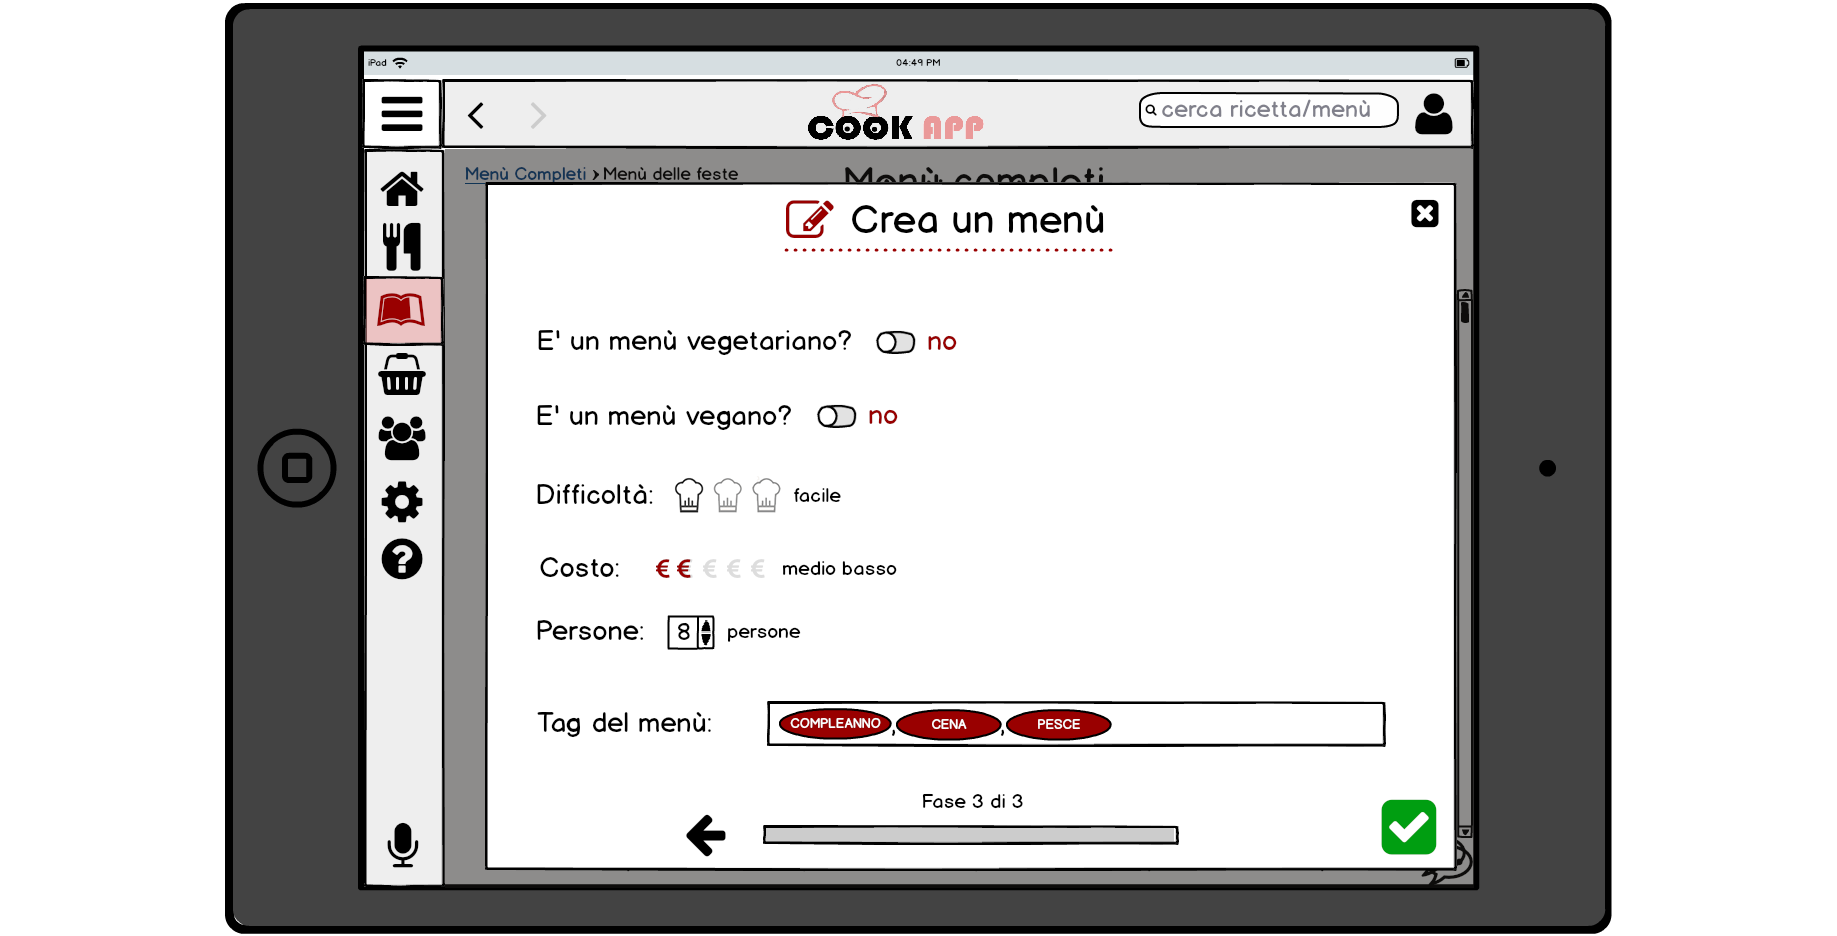 iPad
04:49 PM
COOK APP
cerca ricetta/menù
Menù Completi > Menù delle feste
Menù completi
Crea un menù
E' un menù vegetariano? no
E' un menù vegano? no
Difficoltà: facile
Costo: € € € € € medio basso
Persone: 8 persone
Tag del menù: COMPLEANNO , CENA , PESCE
Fase 3 di 3